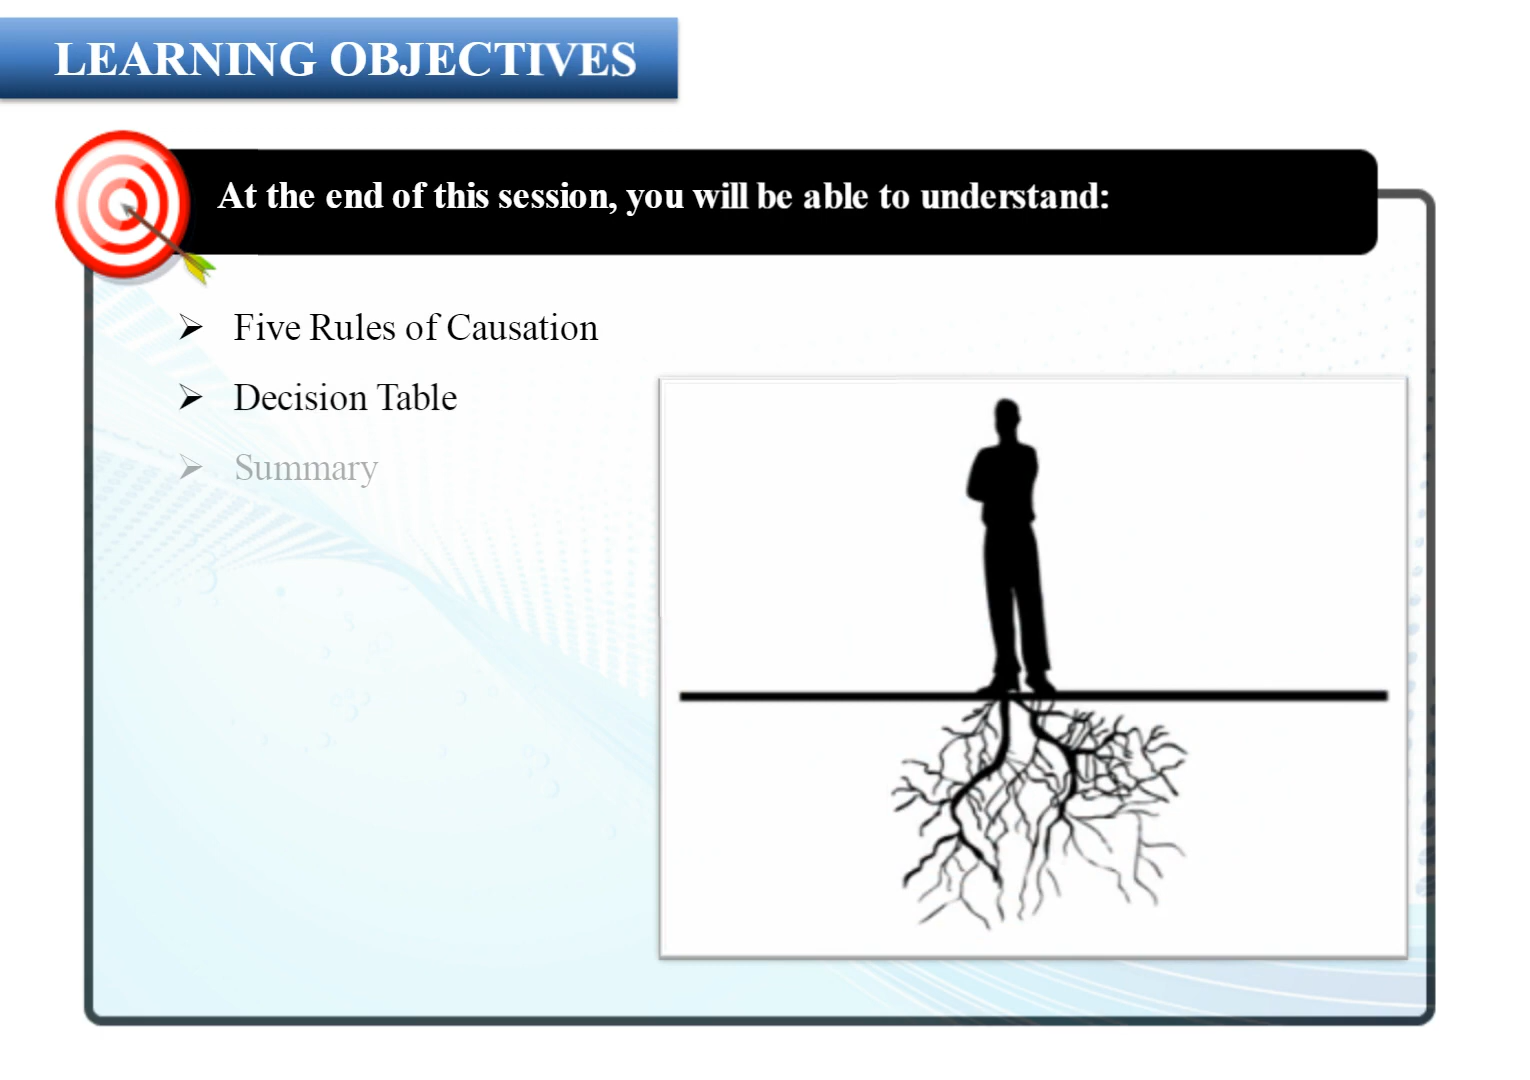 LEARNING OBJECTIVES
At the end of this session, you will be able to understand:
Five Rules of Causation
Decision Table
Summary